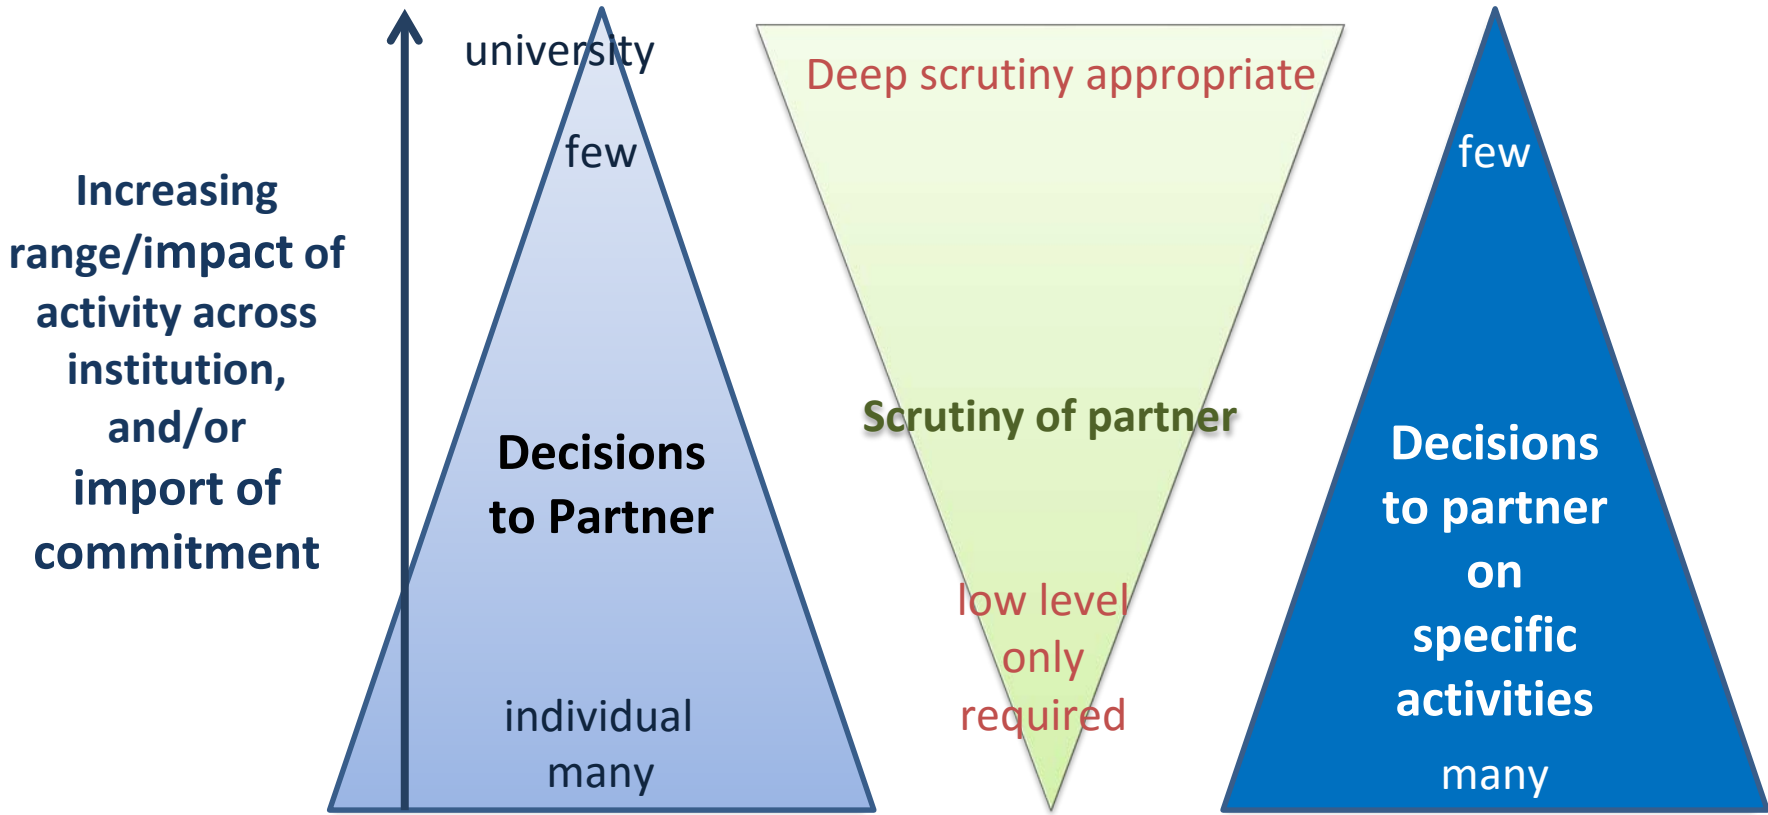 Increasing
range/impact of
activity across
institution,
and/or
import of
commitment
university
few
Decisions
to Partner
individual
many
Deep scrutiny appropriate
Scrutiny of partner
low level
only
required
few
Decisions
to partner
on
specific
activities
many